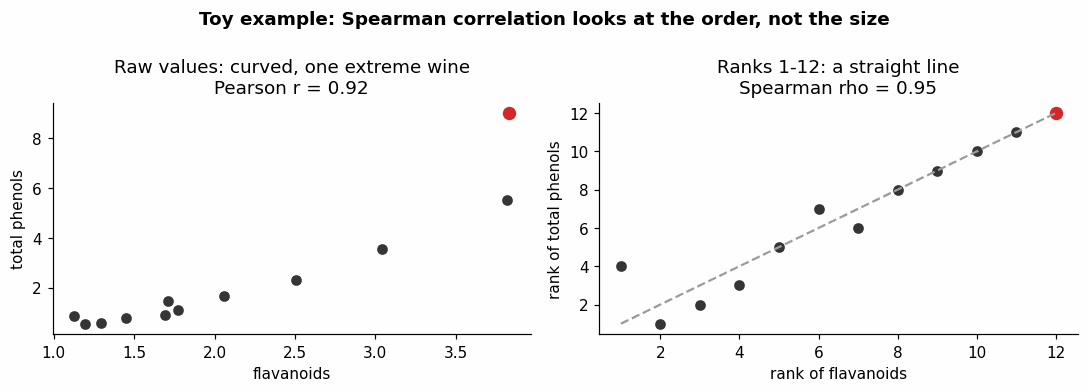 Toy example: Spearman correlation looks at the order, not the size
Raw values: curved, one extreme wine
Pearson r = 0.92
total phenols
8
6
4
2
1.0 1.5 2.0 2.5 3.0 3.5
flavanoids
Ranks 1-12: a straight line
Spearman rho = 0.95
rank of total phenols
12
10
8
6
4
2
2 4 6 8 10 12
rank of flavanoids